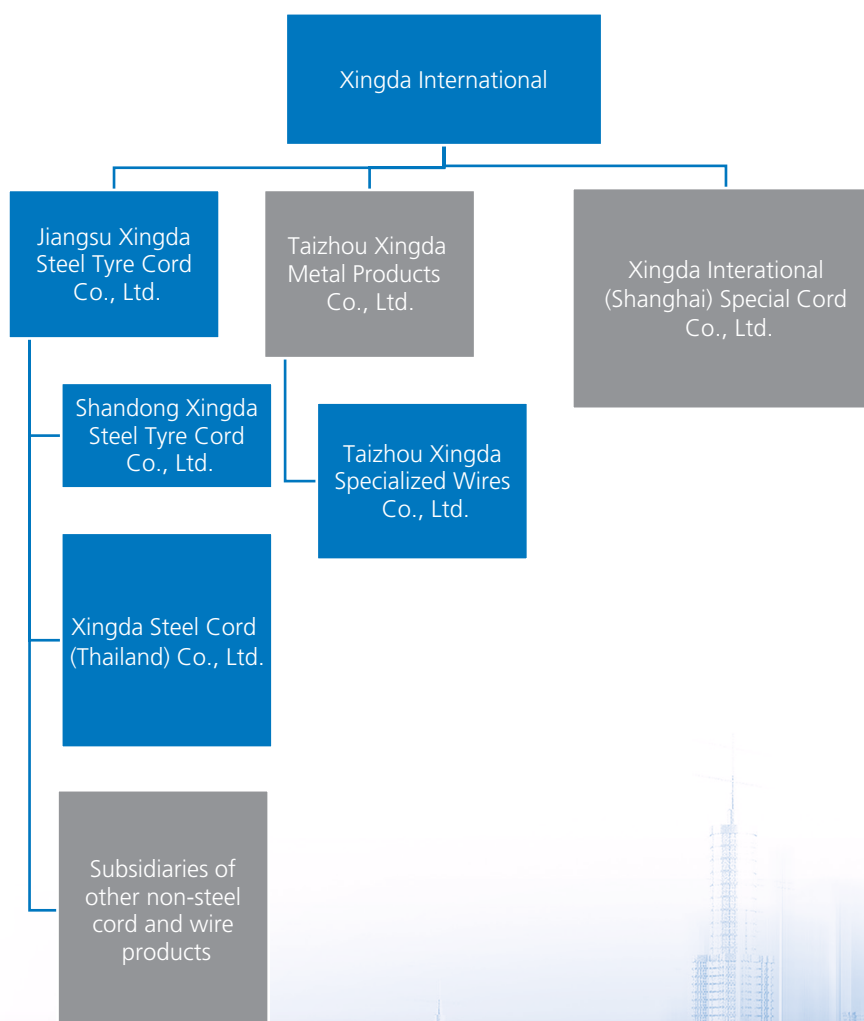 Xingda International
Jiangsu Xingda
Steel Tyre Cord
Co., Ltd.
Taizhou Xingda
Metal Products
Co., Ltd.
Xingda Interational
(Shanghai) Special Cord
Co., Ltd.
Shandong Xingda
Steel Tyre Cord
Co., Ltd.
Taizhou Xingda
Specialized Wires
Co., Ltd.
Xingda Steel Cord
(Thailand) Co., Ltd.
Subsidiaries of
other non-steel
cord and wire
products